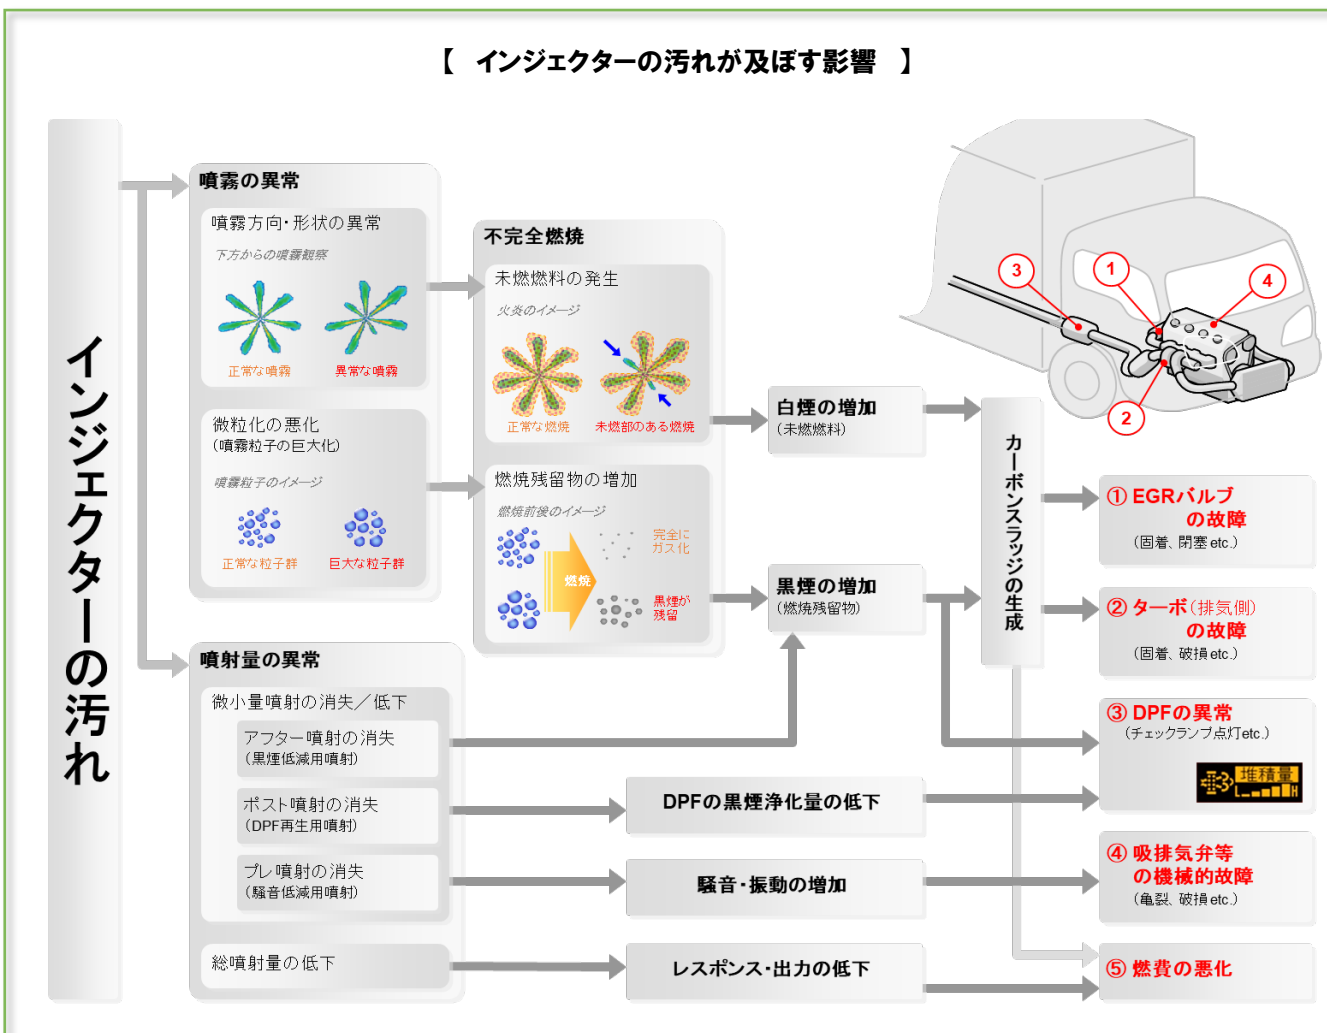 【 インジェクターの汚れが及ぼす影響 】
インジェクターの汚れ
噴霧の異常
噴霧方向・形状の異常
下方からの噴霧観察
正常な噴霧
異常な噴霧
微粒化の悪化
(噴霧粒子の巨大化)
噴霧粒子のイメージ
正常な粒子群
巨大な粒子群
不完全燃焼
未燃燃料の発生
火炎のイメージ
正常な燃焼
未燃部のある燃焼
燃焼残留物の増加
燃焼前後のイメージ
燃焼
完全に
ガス化
黒煙が
残留
白煙の増加
(未燃燃料)
黒煙の増加
(燃焼残留物)
カーボンスラッジの生成
1
2
3
4
噴射量の異常
微小量噴射の消失／低下
アフター噴射の消失
(黒煙低減用噴射)
ポスト噴射の消失
(DPF再生用噴射)
プレ噴射の消失
(騒音低減用噴射)
総噴射量の低下
DPFの黒煙浄化量の低下
騒音・振動の増加
レスポンス・出力の低下
① EGRバルブ
の故障
(固着、閉塞etc.)
② ターボ(排気側)
の故障
(固着、破損etc.)
③ DPFの異常
(チェックランプ点灯etc.)
堆積量
L H
④ 吸排気弁等
の機械的故障
(亀裂、破損etc.)
⑤ 燃費の悪化